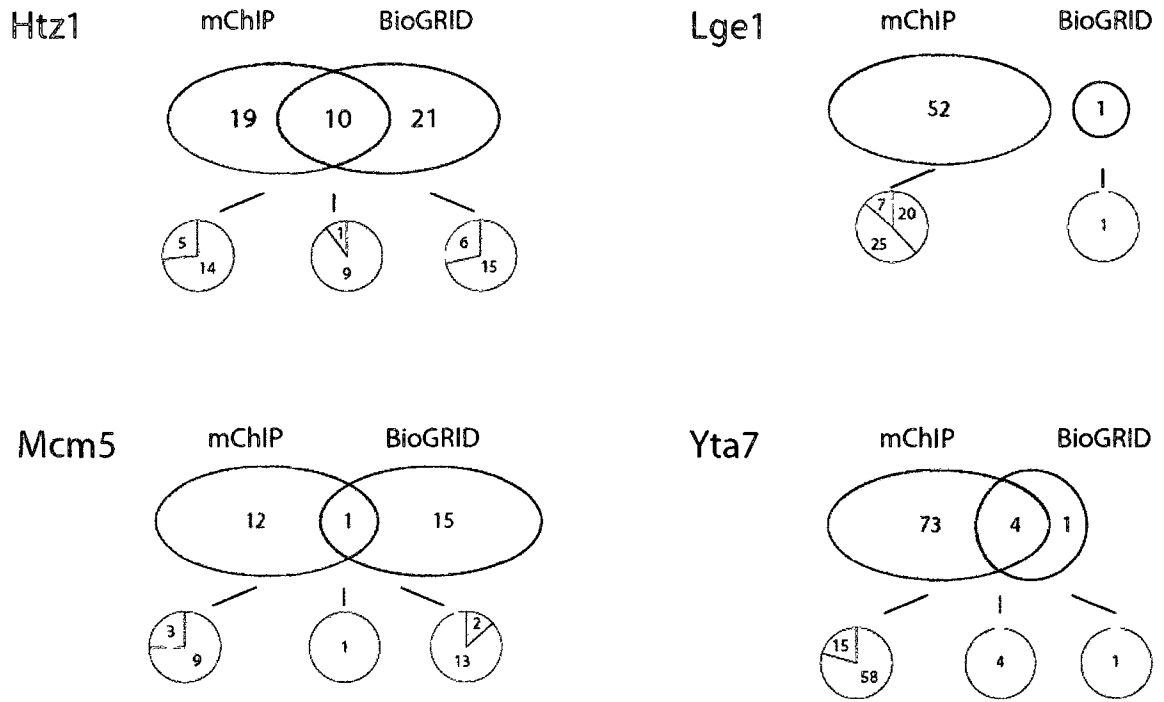 Htz1
mChIP BioGRID
19 10 21
5 14
1 9
6 15
Lge1
mChIP BioGRID
52 1
7 20 25
1
Mcm5
mChIP BioGRID
12 1 15
3 9
1
2 13
Yta7
mChIP BioGRID
73 4 1
15 58
4
1